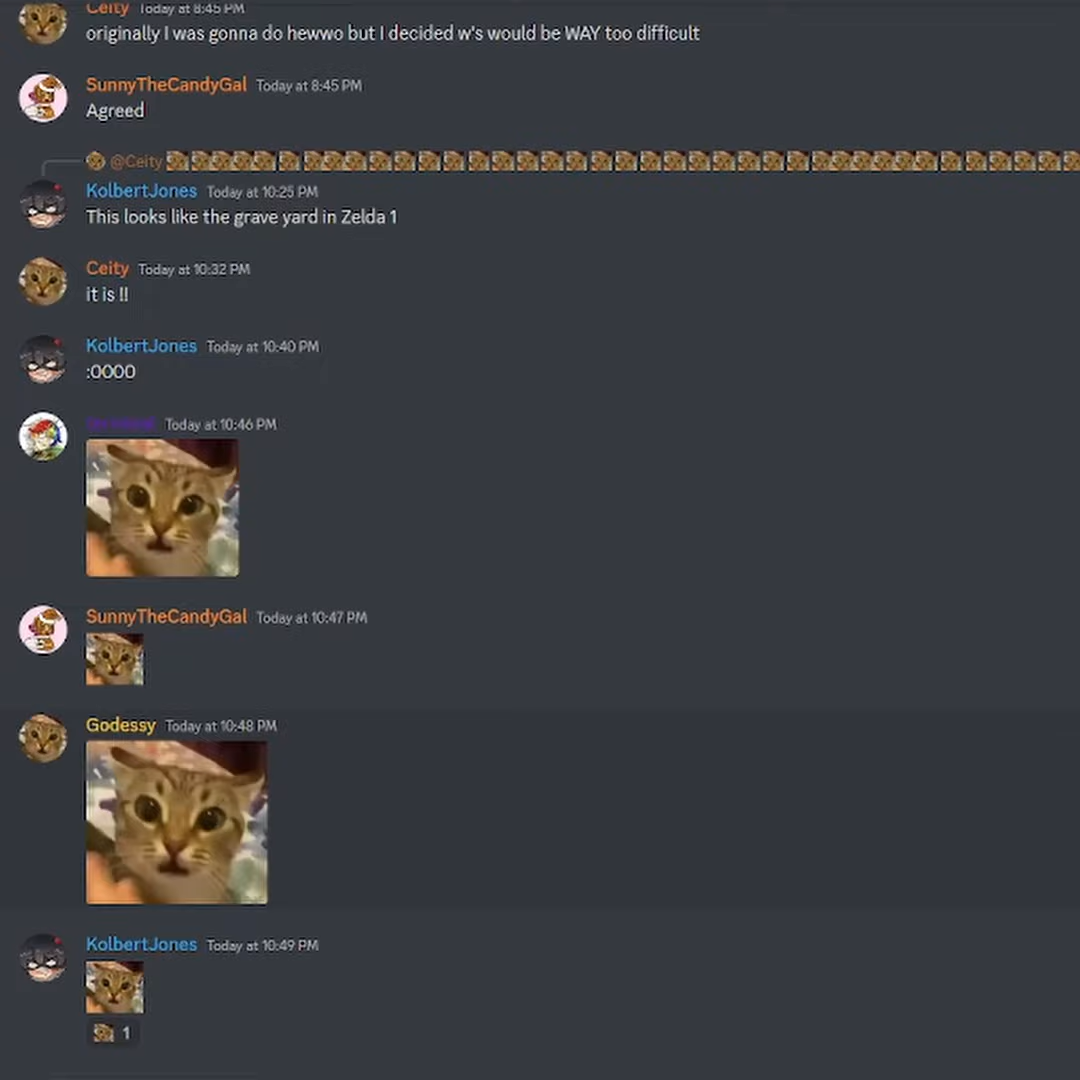 Ceity Today at 8:45 PM
originally I was gonna do hewwo but I decided w's would be WAY too difficult
SunnyTheCandyGal Today at 8:45 PM
Agreed
@Ceity
KolbertJones Today at 10:25 PM
This looks like the grave yard in Zelda 1
Ceity Today at 10:32 PM
it is !!
KolbertJones Today at 10:40 PM
:OOOO
Today at 10:46 PM
SunnyTheCandyGal Today at 10:47 PM
Godessy Today at 10:48 PM
KolbertJones Today at 10:49 PM
1